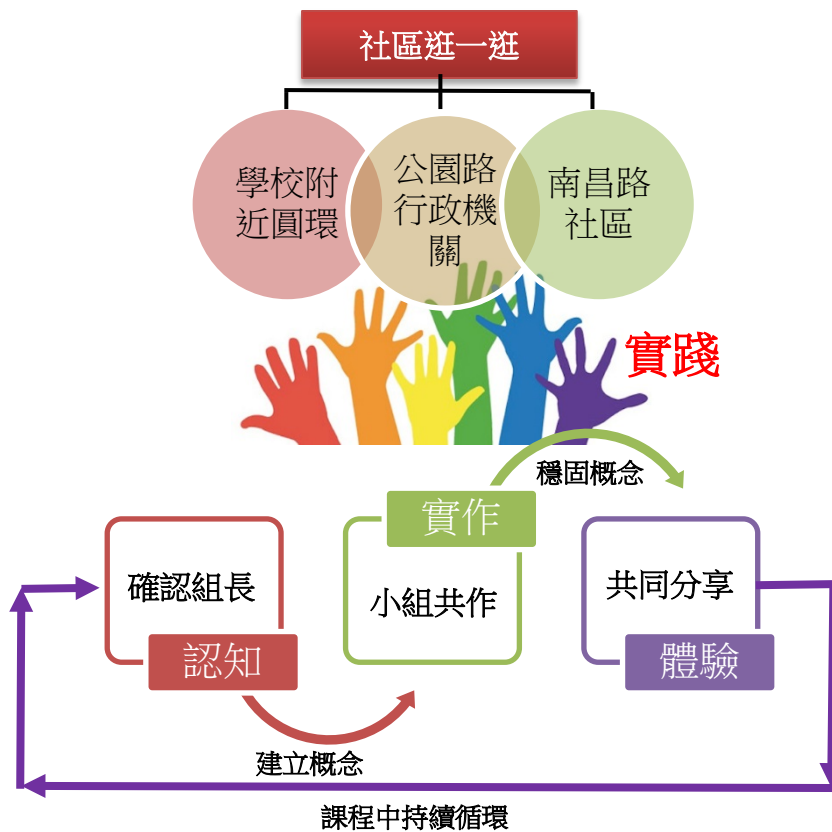 社區逛一逛
學校附
近圓環
公園路
行政機
關
南昌路
社區
實踐
穩固概念
實作
確認組長
小組共作
共同分享
認知
體驗
建立概念
課程中持續循環